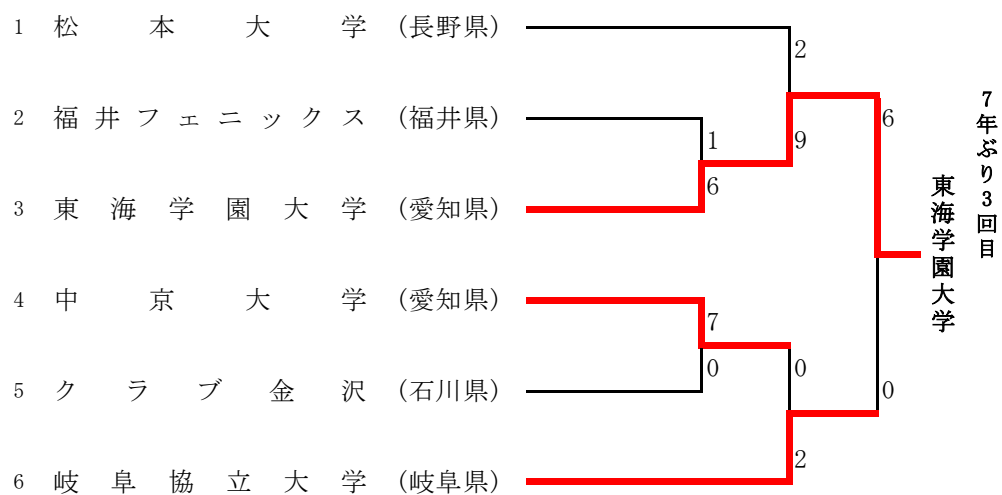 1 松本大学 (長野県)
2 福井フェニックス (福井県)
3 東海学園大学 (愛知県)
4 中京大学 (愛知県)
5 クラブ金沢 (石川県)
6 岐阜協立大学 (岐阜県)
2
9
1
6
7
0
0
2
6
0
東海学園大学
7年ぶり3回目